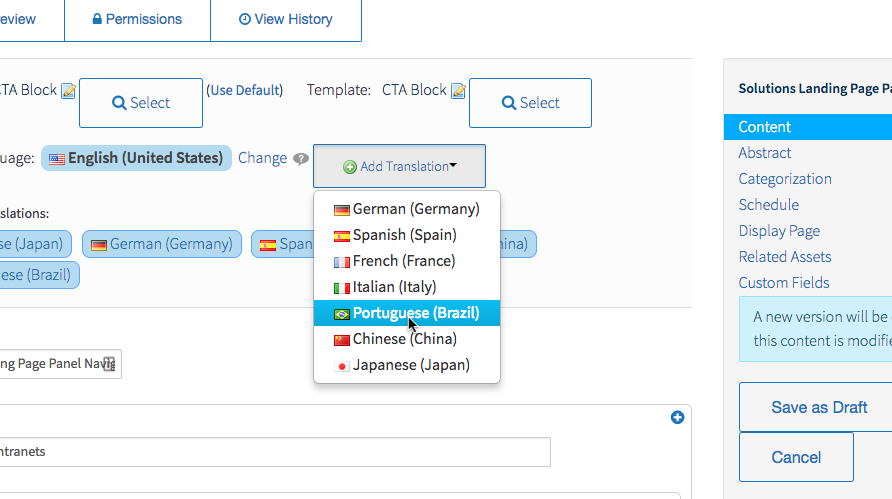 eview
Permissions
View History
CTA Block
Select
(Use Default)
Template:
CTA Block
Select
uage:
English (United States)
Change
?
Add Translation
slations:
se (Japan)
German (Germany)
Span
hina)
ese (Brazil)
German (Germany)
Spanish (Spain)
French (France)
Italian (Italy)
Portuguese (Brazil)
Chinese (China)
Japanese (Japan)
ng Page Panel Navig
ntranets
Solutions Landing Page Pa
Content
Abstract
Categorization
Schedule
Display Page
Related Assets
Custom Fields
A new version will be
this content is modifie
Save as Draft
Cancel